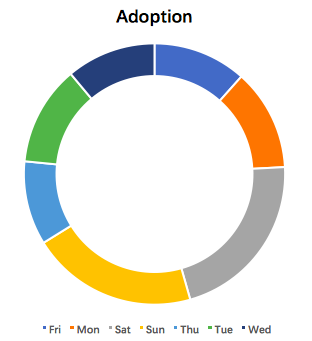 Adoption
Fri Mon Sat Sun Thu Tue Wed